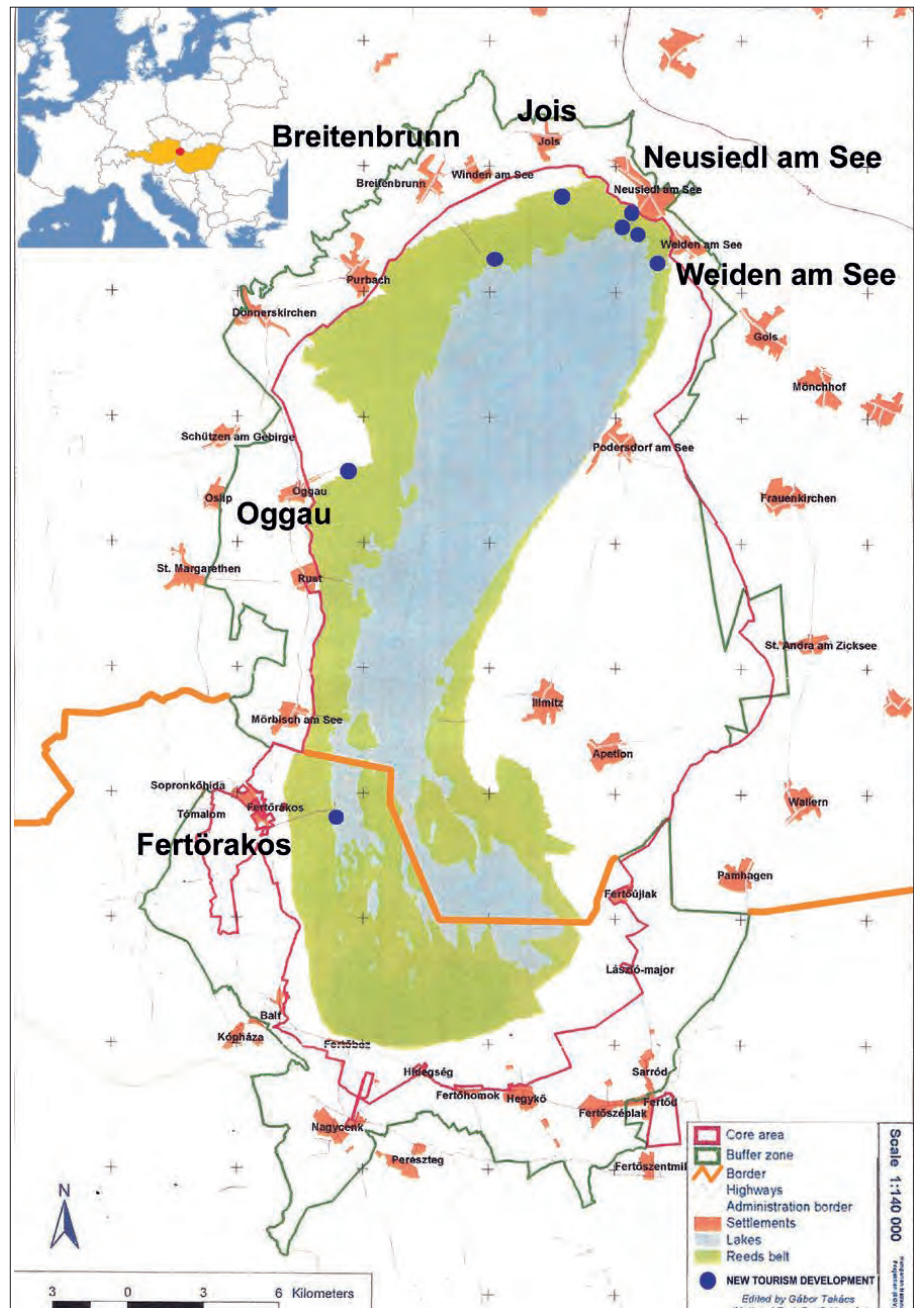 Jois
Breitenbrunn
Jois
Neusiedl am See
Winden am See
Breitenbrunn
Neusiedl am See
Weiden am See
Weiden am See
Purbach
Donnerskirchen
Gols
Mönchhof
Schützen am Gebirge
Podersdorf am See
Oslip
Oggau
Frauenkirchen
Oggau
St. Margarethen
Rust
St. Andra am Zicksee
Illmitz
Mörbisch am See
Apetlon
Sopronkőhida
Fertőrakos
Tómalom
Wallern
Fertörakos
Pamhagen
Fertőújlak
László-major
Balf
Kópháza
Fertőboz
Hidegség
Sarród
Fertőhomok
Hegykő
Fertőd
Fertőszéplak
Nagycenk
Pereszteg
Fertőszentmil
Core area
Buffer zone
Border
Highways
Administration border
Settlements
Lakes
Reeds belt
NEW TOURISM DEVELOPMENT
Edited by Gábor Takács
Scale 1:140 000
N
3 0 3 6 Kilometers